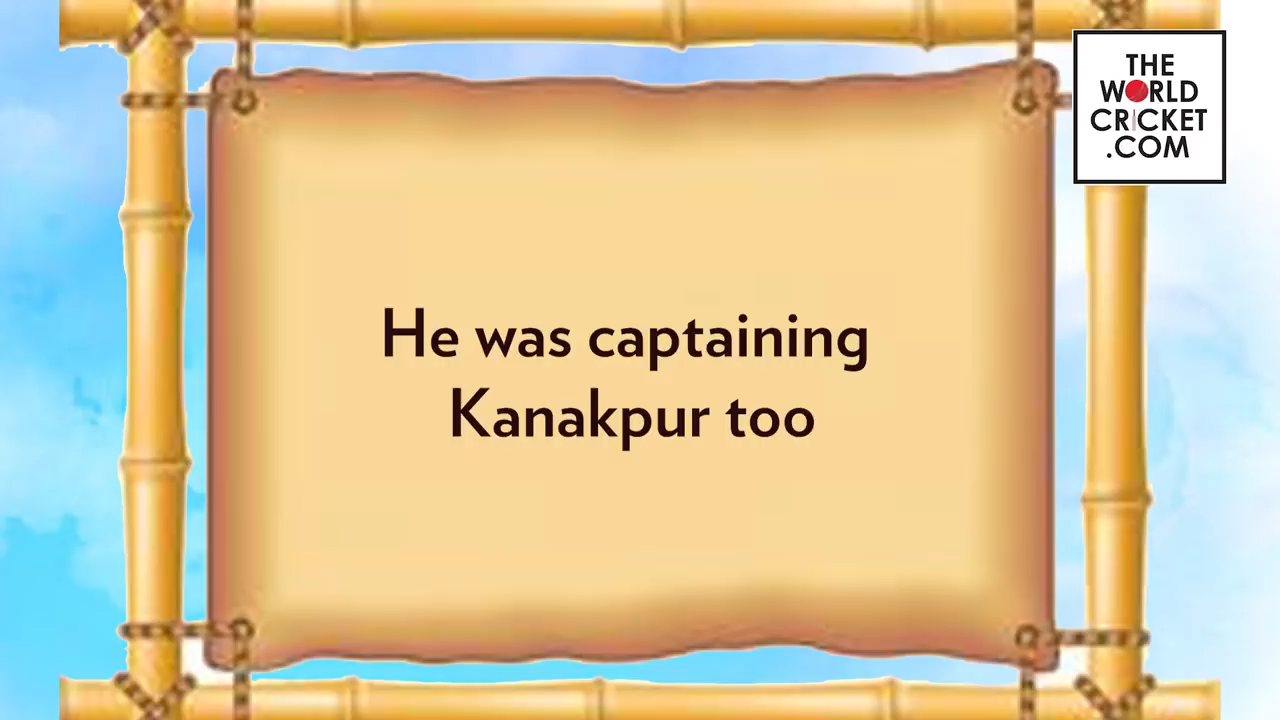 THE
WORLD
CRICKET
.COM
He was captaining
Kanakpur too